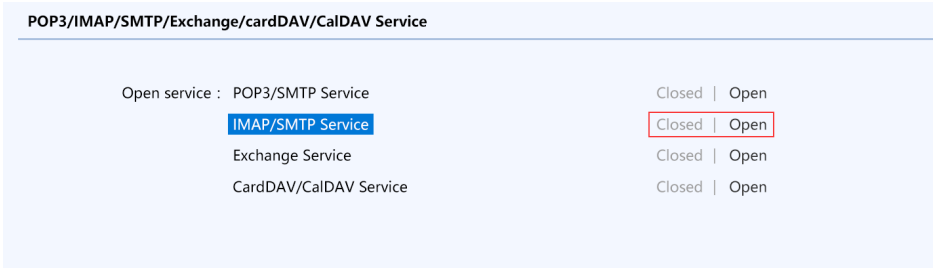 POP3/IMAP/SMTP/Exchange/cardDAV/CalDAV Service
Open service : POP3/SMTP Service Closed | Open
IMAP/SMTP Service Closed | Open
Exchange Service Closed | Open
CardDAV/CalDAV Service Closed | Open